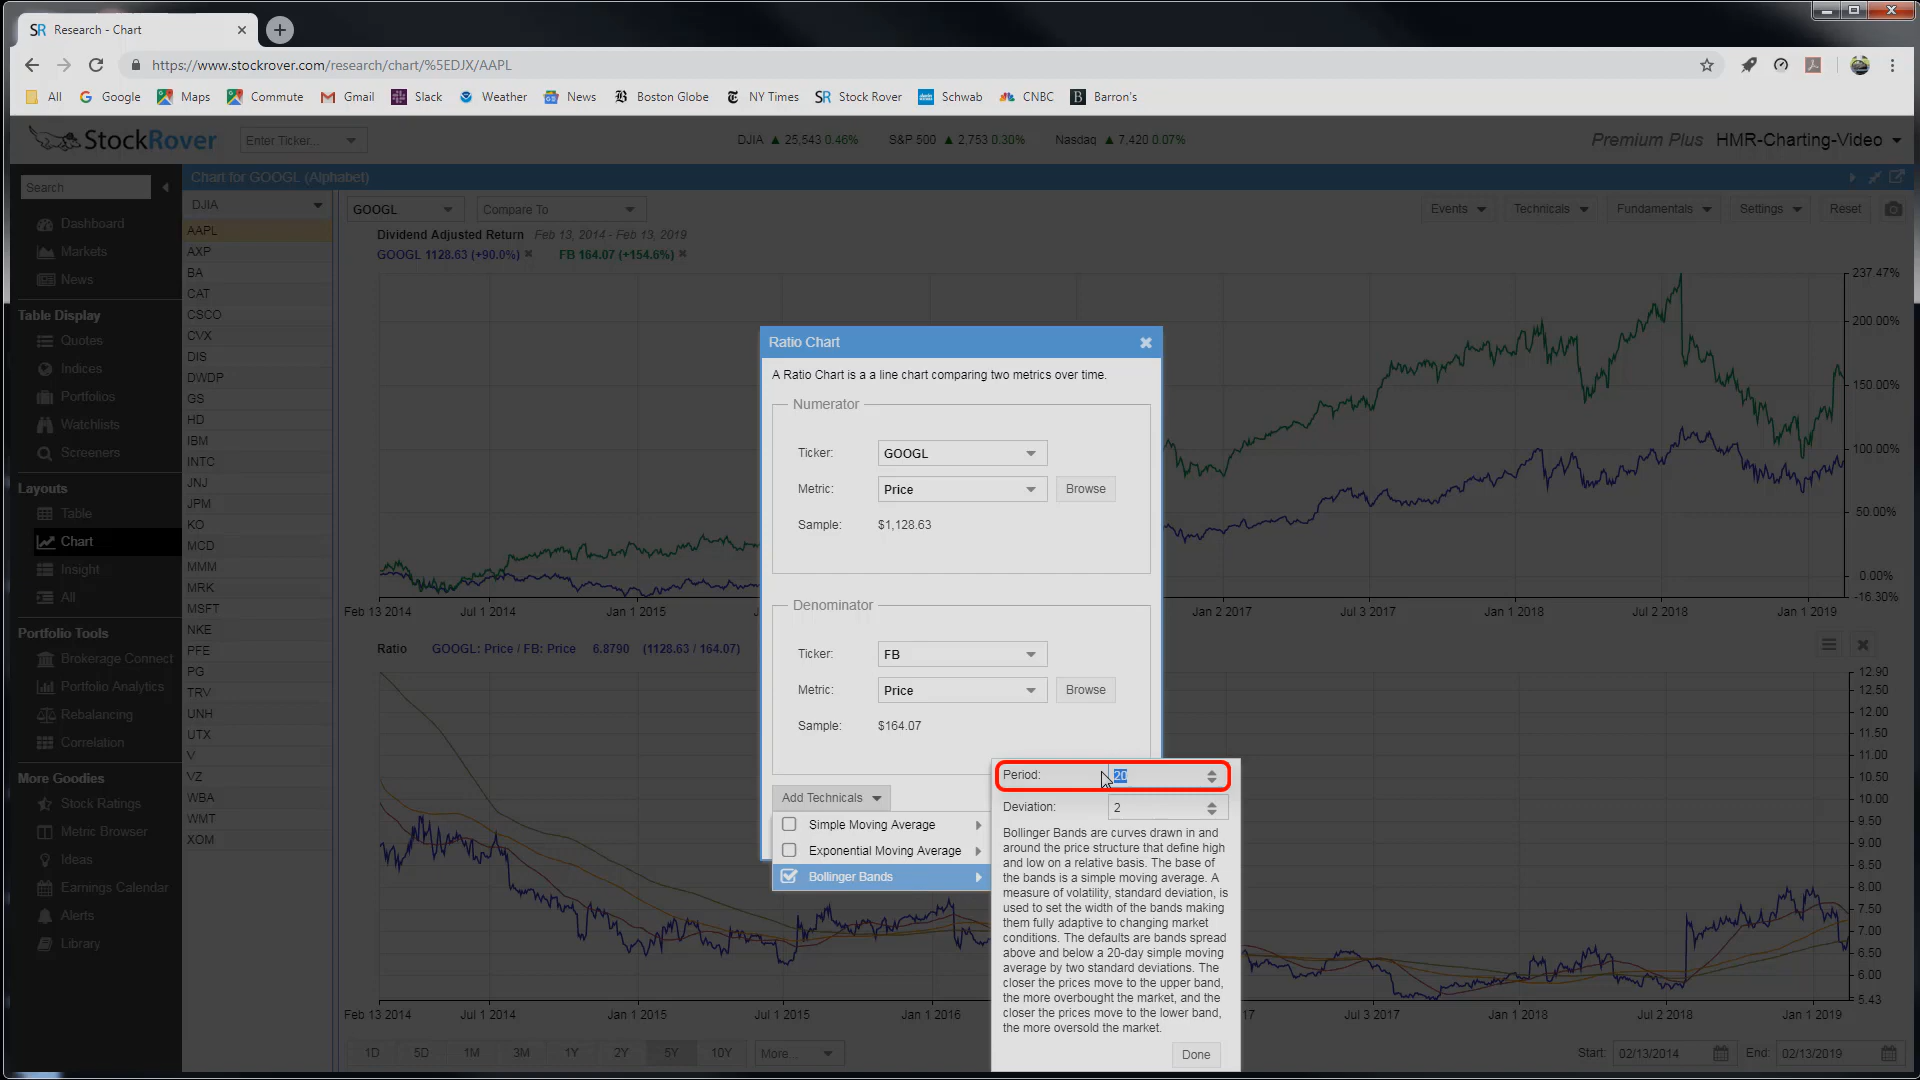 SR Research - Chart
https://www.stockrover.com/research/chart/%5EDJX/AAPL
All Google Maps Commute Gmail Slack Weather News Boston Globe NY Times SR Stock Rover Schwab CNBC B Barron's
StockRover Enter Ticker... DJIA ▲ 25,543 0.46% S&P 500 ▲ 2,753 0.30% Nasdaq ▲ 7,420 0.07% Premium Plus HMR-Charting-Video
Chart for GOOGL (Alphabet)
Search
Dashboard
Markets
News
Table Display
Quotes
Indices
Portfolios
Watchlists
Screeners
Layouts
Table
Chart
Insight
All
Portfolio Tools
Brokerage Connect
Portfolio Analytics
Rebalancing
Correlation
More Goodies
Stock Ratings
Metric Browser
Ideas
Earnings Calendar
Alerts
Library
DJIA
AAPL
AXP
BA
CAT
CSCO
CVX
DIS
DWDP
GS
HD
IBM
INTC
JNJ
JPM
KO
MCD
MMM
MRK
MSFT
NKE
PFE
PG
TRV
UNH
UTX
V
VZ
WBA
WMT
XOM
GOOGL Compare To Events Technicals Fundamentals Settings Reset
Dividend Adjusted Return Feb 13, 2014 - Feb 13, 2019
GOOGL 1128.63 (+90.0%) FB 164.07 (+154.6%)
237.47%
200.00%
150.00%
100.00%
50.00%
0.00%
-16.30%
Feb 13 2014 Jul 1 2014 Jan 1 2015 Jan 2 2017 Jul 3 2017 Jan 1 2018 Jul 2 2018 Jan 1 2019
Ratio GOOGL: Price / FB: Price 6.8790 (1128.63 / 164.07)
12.90
12.50
12.00
11.50
11.00
10.50
10.00
9.50
9.00
8.50
8.00
7.50
7.00
6.50
6.00
5.43
Feb 13 2014 Jul 1 2014 Jan 1 2015 Jul 1 2015 Jan 1 2016 Jul 3 2017 Jan 1 2018 Jul 2 2018 Jan 1 2019
1D 5D 1M 3M 1Y 2Y 5Y 10Y More... Start: 02/13/2014 End: 02/13/2019
Ratio Chart
A Ratio Chart is a a line chart comparing two metrics over time.
Numerator
Ticker: GOOGL
Metric: Price Browse
Sample: $1,128.63
Denominator
Ticker: FB
Metric: Price Browse
Sample: $164.07
Add Technicals
Simple Moving Average
Exponential Moving Average
Bollinger Bands
Period: 20
Deviation: 2
Bollinger Bands are curves drawn in and
around the price structure that define high
and low on a relative basis. The base of
the bands is a simple moving average. A
measure of volatility, standard deviation, is
used to set the width of the bands making
them fully adaptive to changing market
conditions. The defaults are bands spread
above and below a 20-day simple moving
average by two standard deviations. The
closer the prices move to the upper band,
the more overbought the market, and the
closer the prices move to the lower band,
the more oversold the market.
Done